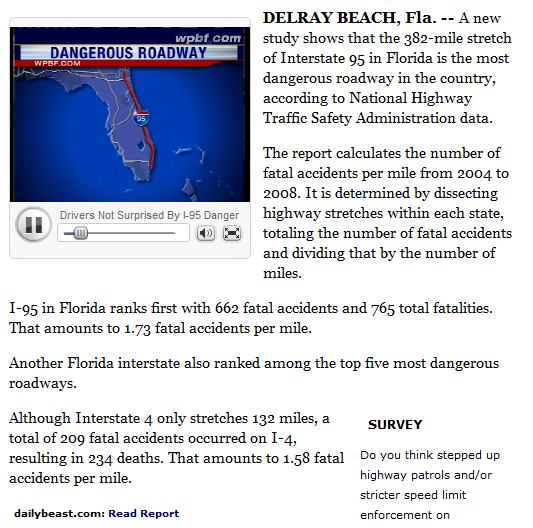 wpbf.com
DANGEROUS ROADWAY
WPBF.COM
95
Drivers Not Surprised By I-95 Danger
DELRAY BEACH, Fla. -- A new
study shows that the 382-mile stretch
of Interstate 95 in Florida is the most
dangerous roadway in the country,
according to National Highway
Traffic Safety Administration data.
The report calculates the number of
fatal accidents per mile from 2004 to
2008. It is determined by dissecting
highway stretches within each state,
totaling the number of fatal accidents
and dividing that by the number of
miles.
I-95 in Florida ranks first with 662 fatal accidents and 765 total fatalities.
That amounts to 1.73 fatal accidents per mile.
Another Florida interstate also ranked among the top five most dangerous
roadways.
Although Interstate 4 only stretches 132 miles, a
total of 209 fatal accidents occurred on I-4,
resulting in 234 deaths. That amounts to 1.58 fatal
accidents per mile.
dailybeast.com: Read Report
SURVEY
Do you think stepped up
highway patrols and/or
stricter speed limit
enforcement on